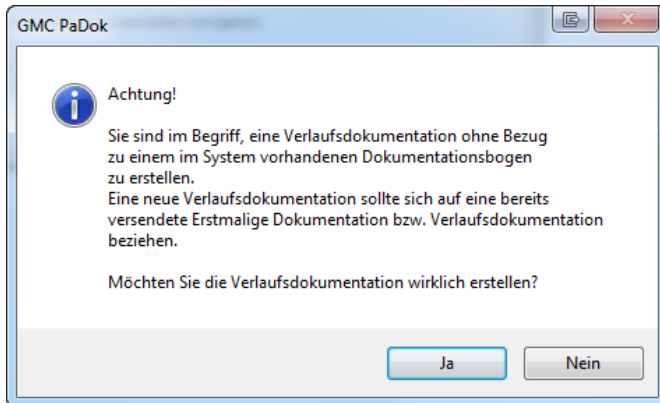 GMC PaDok
Achtung!
Sie sind im Begriff, eine Verlaufsdokumentation ohne Bezug
zu einem im System vorhandenen Dokumentationsbogen
zu erstellen.
Eine neue Verlaufsdokumentation sollte sich auf eine bereits
versendete Erstmalige Dokumentation bzw. Verlaufsdokumentation
beziehen.
Möchten Sie die Verlaufsdokumentation wirklich erstellen?
Ja
Nein